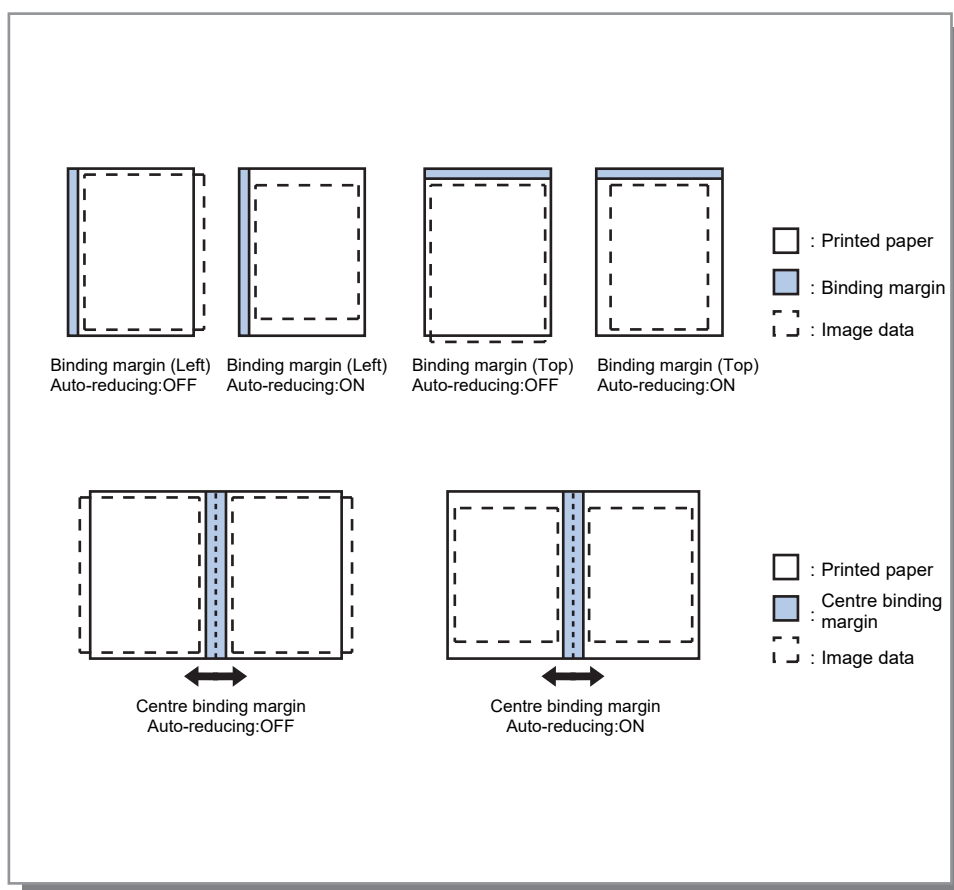 Binding margin (Left)
Auto-reducing:OFF
Binding margin (Left)
Auto-reducing:ON
Binding margin (Top)
Auto-reducing:OFF
Binding margin (Top)
Auto-reducing:ON
: Printed paper
: Binding margin
: Image data
Centre binding margin
Auto-reducing:OFF
Centre binding margin
Auto-reducing:ON
: Printed paper
: Centre binding
margin
: Image data